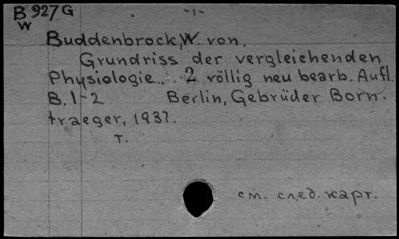 B 927 G
W
-:-
Buddenbrock, W. von.
Grundriss der vergleichenden
Physiologie... 2 völlig neu bearb. Aufl.
B. 1-2 Berlin, Gebrüder Born-
traeger, 1937.
T.
см. след. карт.